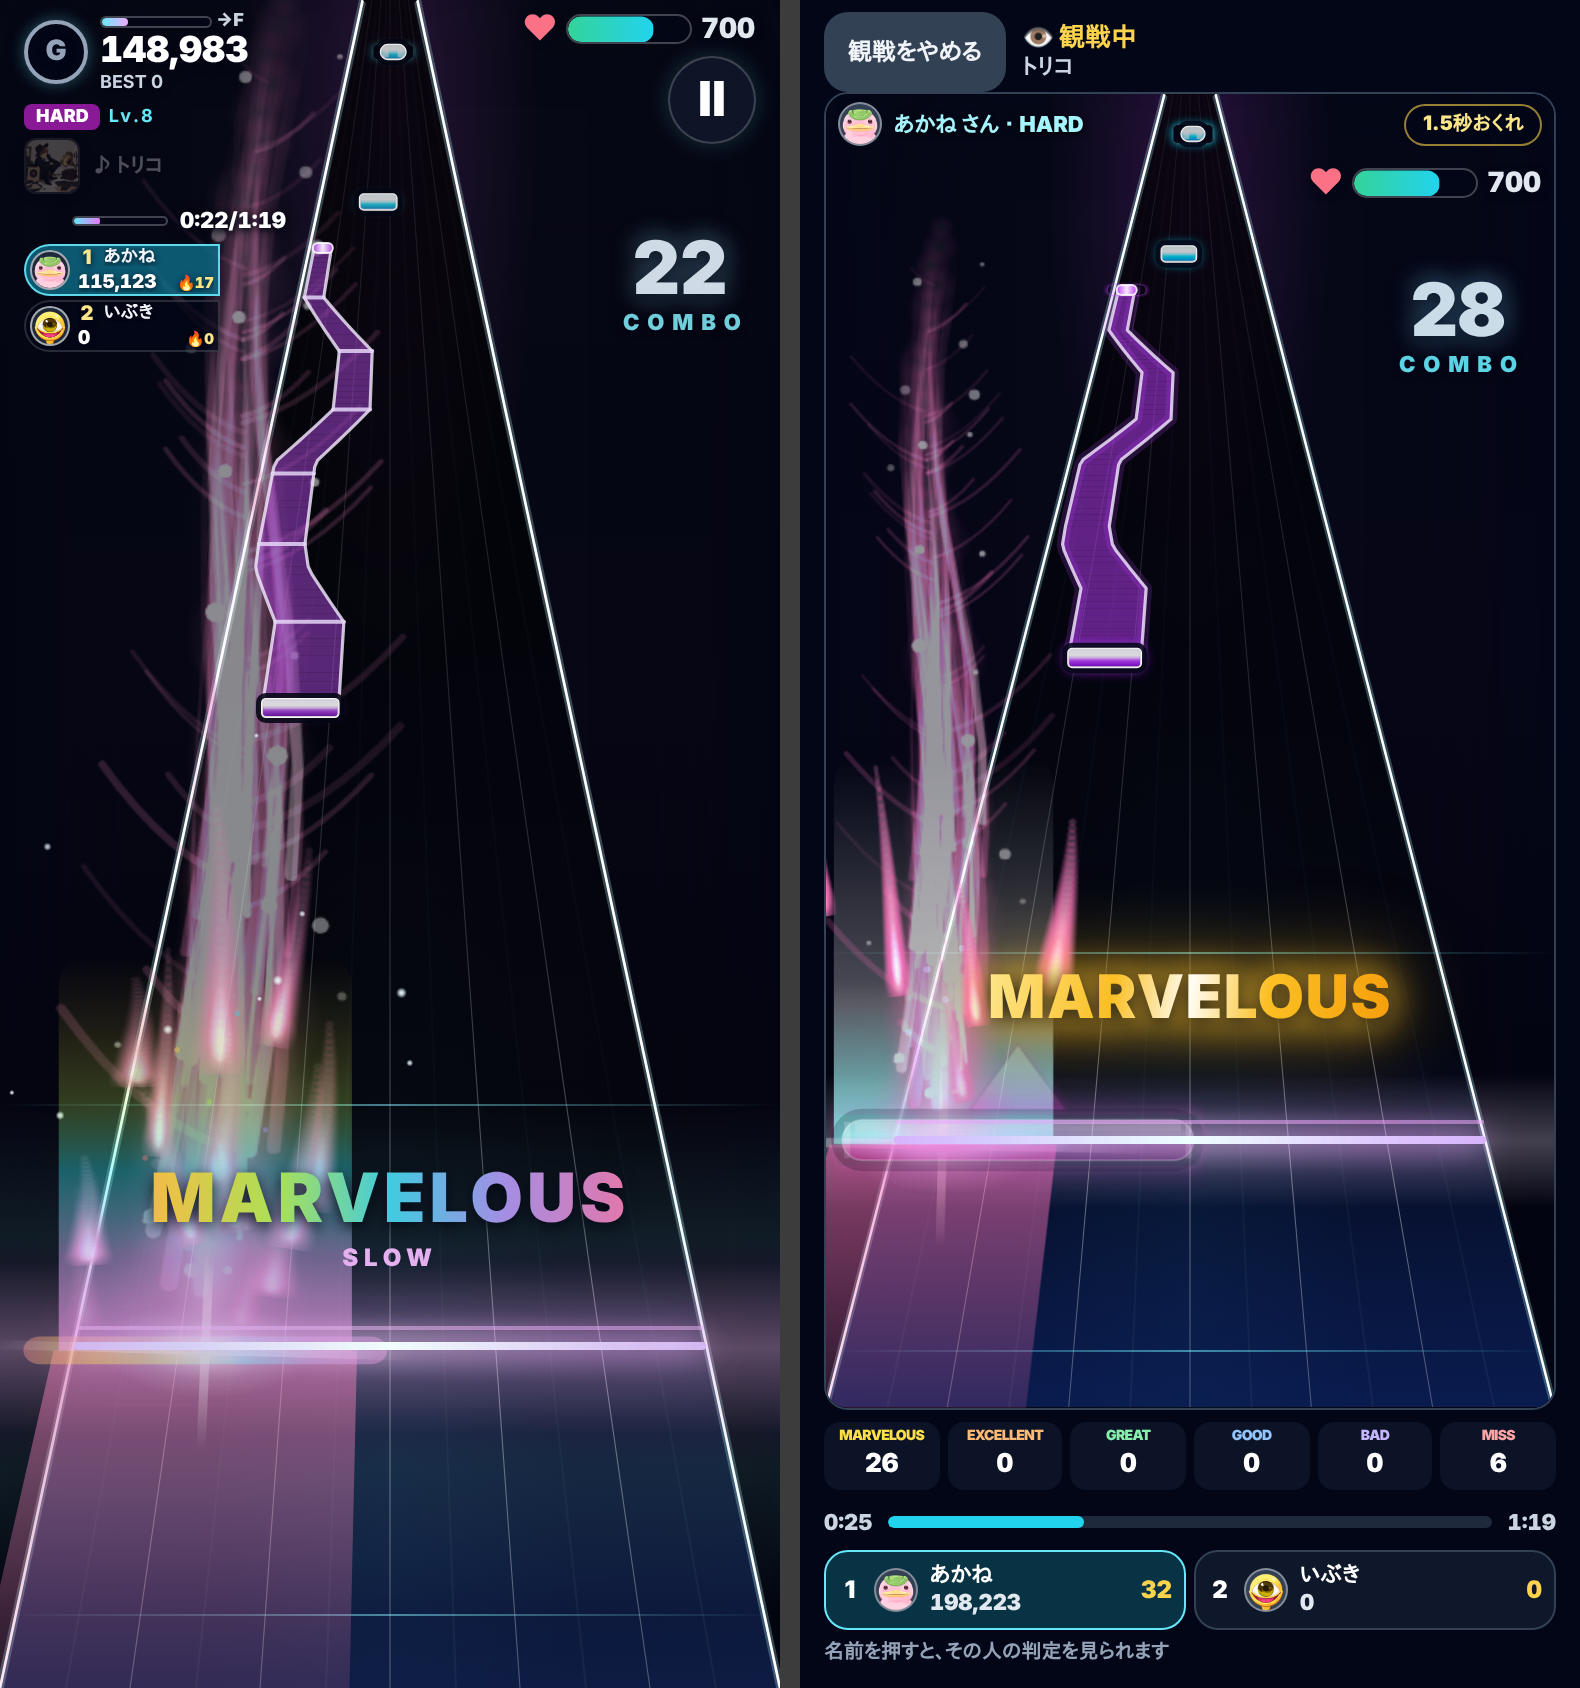 →F
G
148,983
BEST 0
HARD Lv.8
♪ トリコ
0:22/1:19
1 あかね
115,123 🔥17
2 いぶき
0 🔥0
700
22
COMBO
MARVELOUS
SLOW
観戦をやめる
👁 観戦中
トリコ
あかね さん・HARD
1.5秒おくれ
700
28
COMBO
MARVELOUS
MARVELOUS EXCELLENT GREAT GOOD BAD MISS
26 0 0 0 0 6
0:25 1:19
1 あかね 198,223 32
2 いぶき 0 0
名前を押すと、その人の判定を見られます